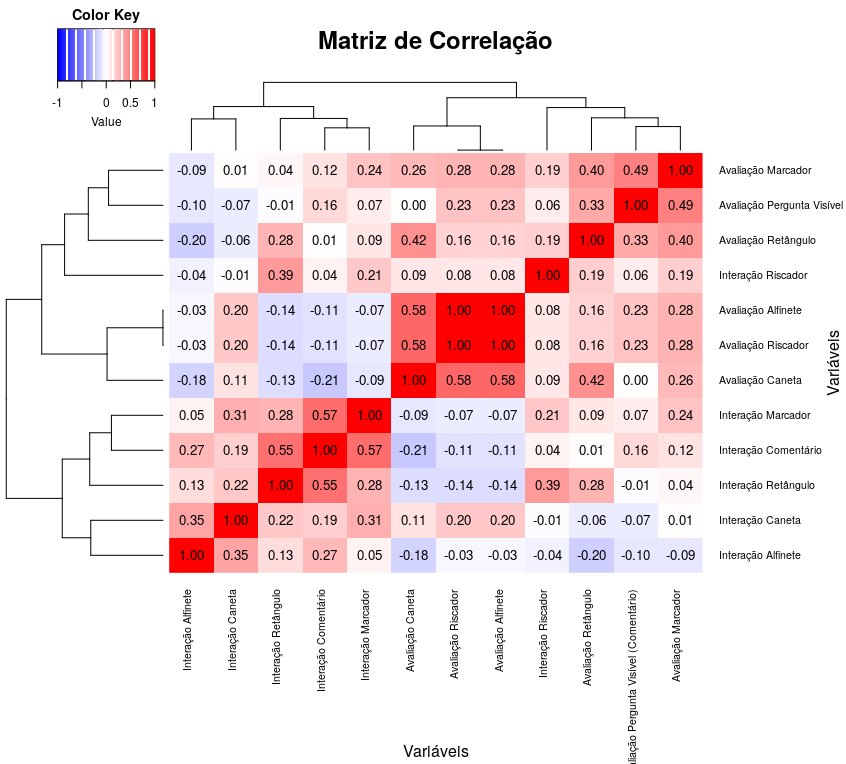 Color Key
-1 0 0.5 1
Value
Matriz de Correlação
-0.09 0.01 0.04 0.12 0.24 0.26 0.28 0.28 0.19 0.40 0.49 1.00 Avaliação Marcador
-0.10 -0.07 -0.01 0.16 0.07 0.00 0.23 0.23 0.06 0.33 1.00 0.49 Avaliação Pergunta Visível
-0.20 -0.06 0.28 0.01 0.09 0.42 0.16 0.16 0.19 1.00 0.33 0.40 Avaliação Retângulo
-0.04 -0.01 0.39 0.04 0.21 0.09 0.08 0.08 1.00 0.19 0.06 0.19 Interação Riscador
-0.03 0.20 -0.14 -0.11 -0.07 0.58 1.00 1.00 0.08 0.16 0.23 0.28 Avaliação Alfinete
-0.03 0.20 -0.14 -0.11 -0.07 0.58 1.00 1.00 0.08 0.16 0.23 0.28 Avaliação Riscador
-0.18 0.11 -0.13 -0.21 -0.09 1.00 0.58 0.58 0.09 0.42 0.00 0.26 Avaliação Caneta
0.05 0.31 0.28 0.57 1.00 -0.09 -0.07 -0.07 0.21 0.09 0.07 0.24 Interação Marcador
0.27 0.19 0.55 1.00 0.57 -0.21 -0.11 -0.11 0.04 0.01 0.16 0.12 Interação Comentário
0.13 0.22 1.00 0.55 0.28 -0.13 -0.14 -0.14 0.39 0.28 -0.01 0.04 Interação Retângulo
0.35 1.00 0.22 0.19 0.31 0.11 0.20 0.20 -0.01 -0.06 -0.07 0.01 Interação Caneta
1.00 0.35 0.13 0.27 0.05 -0.18 -0.03 -0.03 -0.04 -0.20 -0.10 -0.09 Interação Alfinete
Variáveis
Interação Alfinete
Interação Caneta
Interação Retângulo
Interação Comentário
Interação Marcador
Avaliação Caneta
Avaliação Riscador
Avaliação Alfinete
Interação Riscador
Avaliação Retângulo
liação Pergunta Visível (Comentário)
Avaliação Marcador
Variáveis